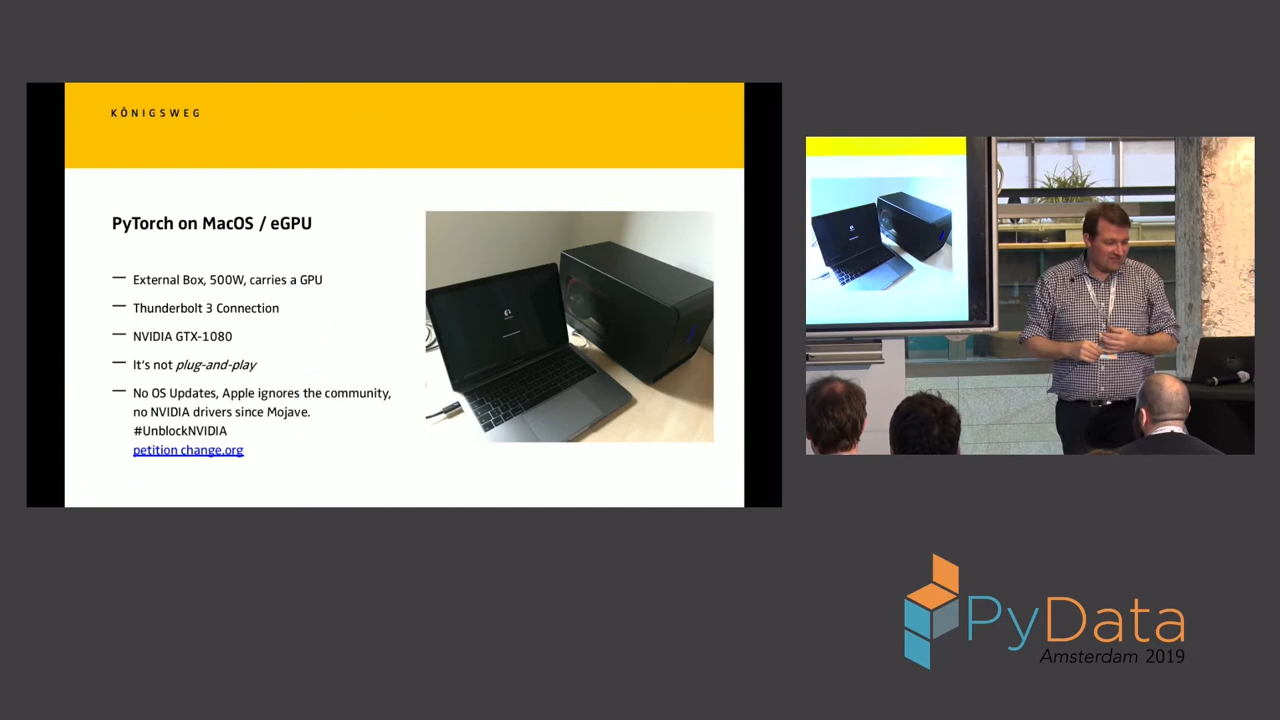 KÖNIGSWEG
PyTorch on MacOS / eGPU
— External Box, 500W, carries a GPU
— Thunderbolt 3 Connection
— NVIDIA GTX-1080
— It's not plug-and-play
— No OS Updates, Apple ignores the community,
no NVIDIA drivers since Mojave.
#UnblockNVIDIA
petition change.org
PyData
Amsterdam 2019